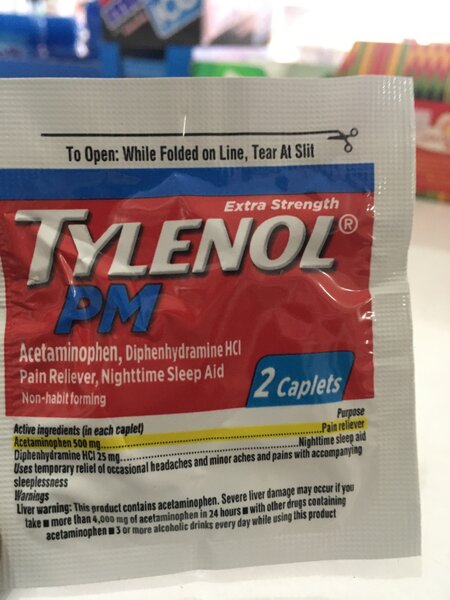 To Open: While Folded on Line, Tear At Slit
Extra Strength
TYLENOL®
PM
Acetaminophen, Diphenhydramine HCl
Pain Reliever, Nighttime Sleep Aid
Non-habit forming
2 Caplets
Active ingredients (in each caplet) Purpose
Acetaminophen 500 mg..........Pain reliever
Diphenhydramine HCl 25 mg..........Nighttime sleep aid
Uses temporary relief of occasional headaches and minor aches and pains with accompanying
sleeplessness
Warnings
Liver warning: This product contains acetaminophen. Severe liver damage may occur if you
take ■ more than 4,000 mg of acetaminophen in 24 hours ■ with other drugs containing
acetaminophen ■ 3 or more alcoholic drinks every day while using this product